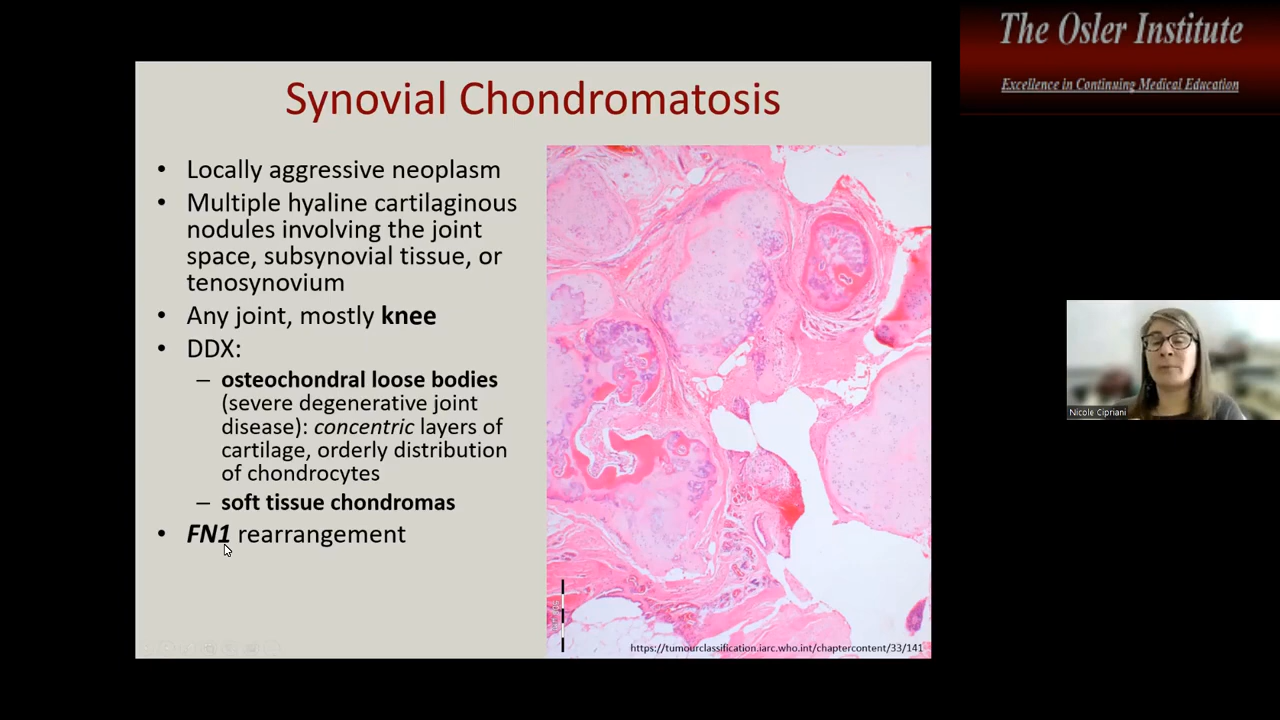 The Osler Institute
Excellence in Continuing Medical Education
Synovial Chondromatosis
• Locally aggressive neoplasm
• Multiple hyaline cartilaginous
nodules involving the joint
space, subsynovial tissue, or
tenosynovium
• Any joint, mostly knee
• DDX:
– osteochondral loose bodies
(severe degenerative joint
disease): concentric layers of
cartilage, orderly distribution
of chondrocytes
– soft tissue chondromas
• FN1 rearrangement
https://tumourclassification.iarc.who.int/chaptercontent/33/141
Nicole Cipriani